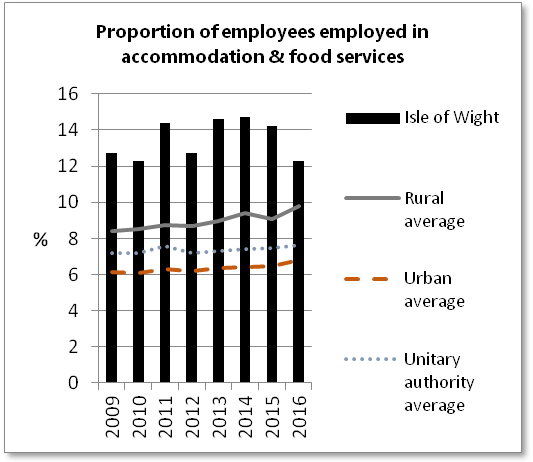 Proportion of employees employed in
accommodation & food services
16
14
12
10
8
6
4
2
0
%
2009
2010
2011
2012
2013
2014
2015
2016
Isle of Wight
Rural
average
Urban
average
Unitary
authority
average